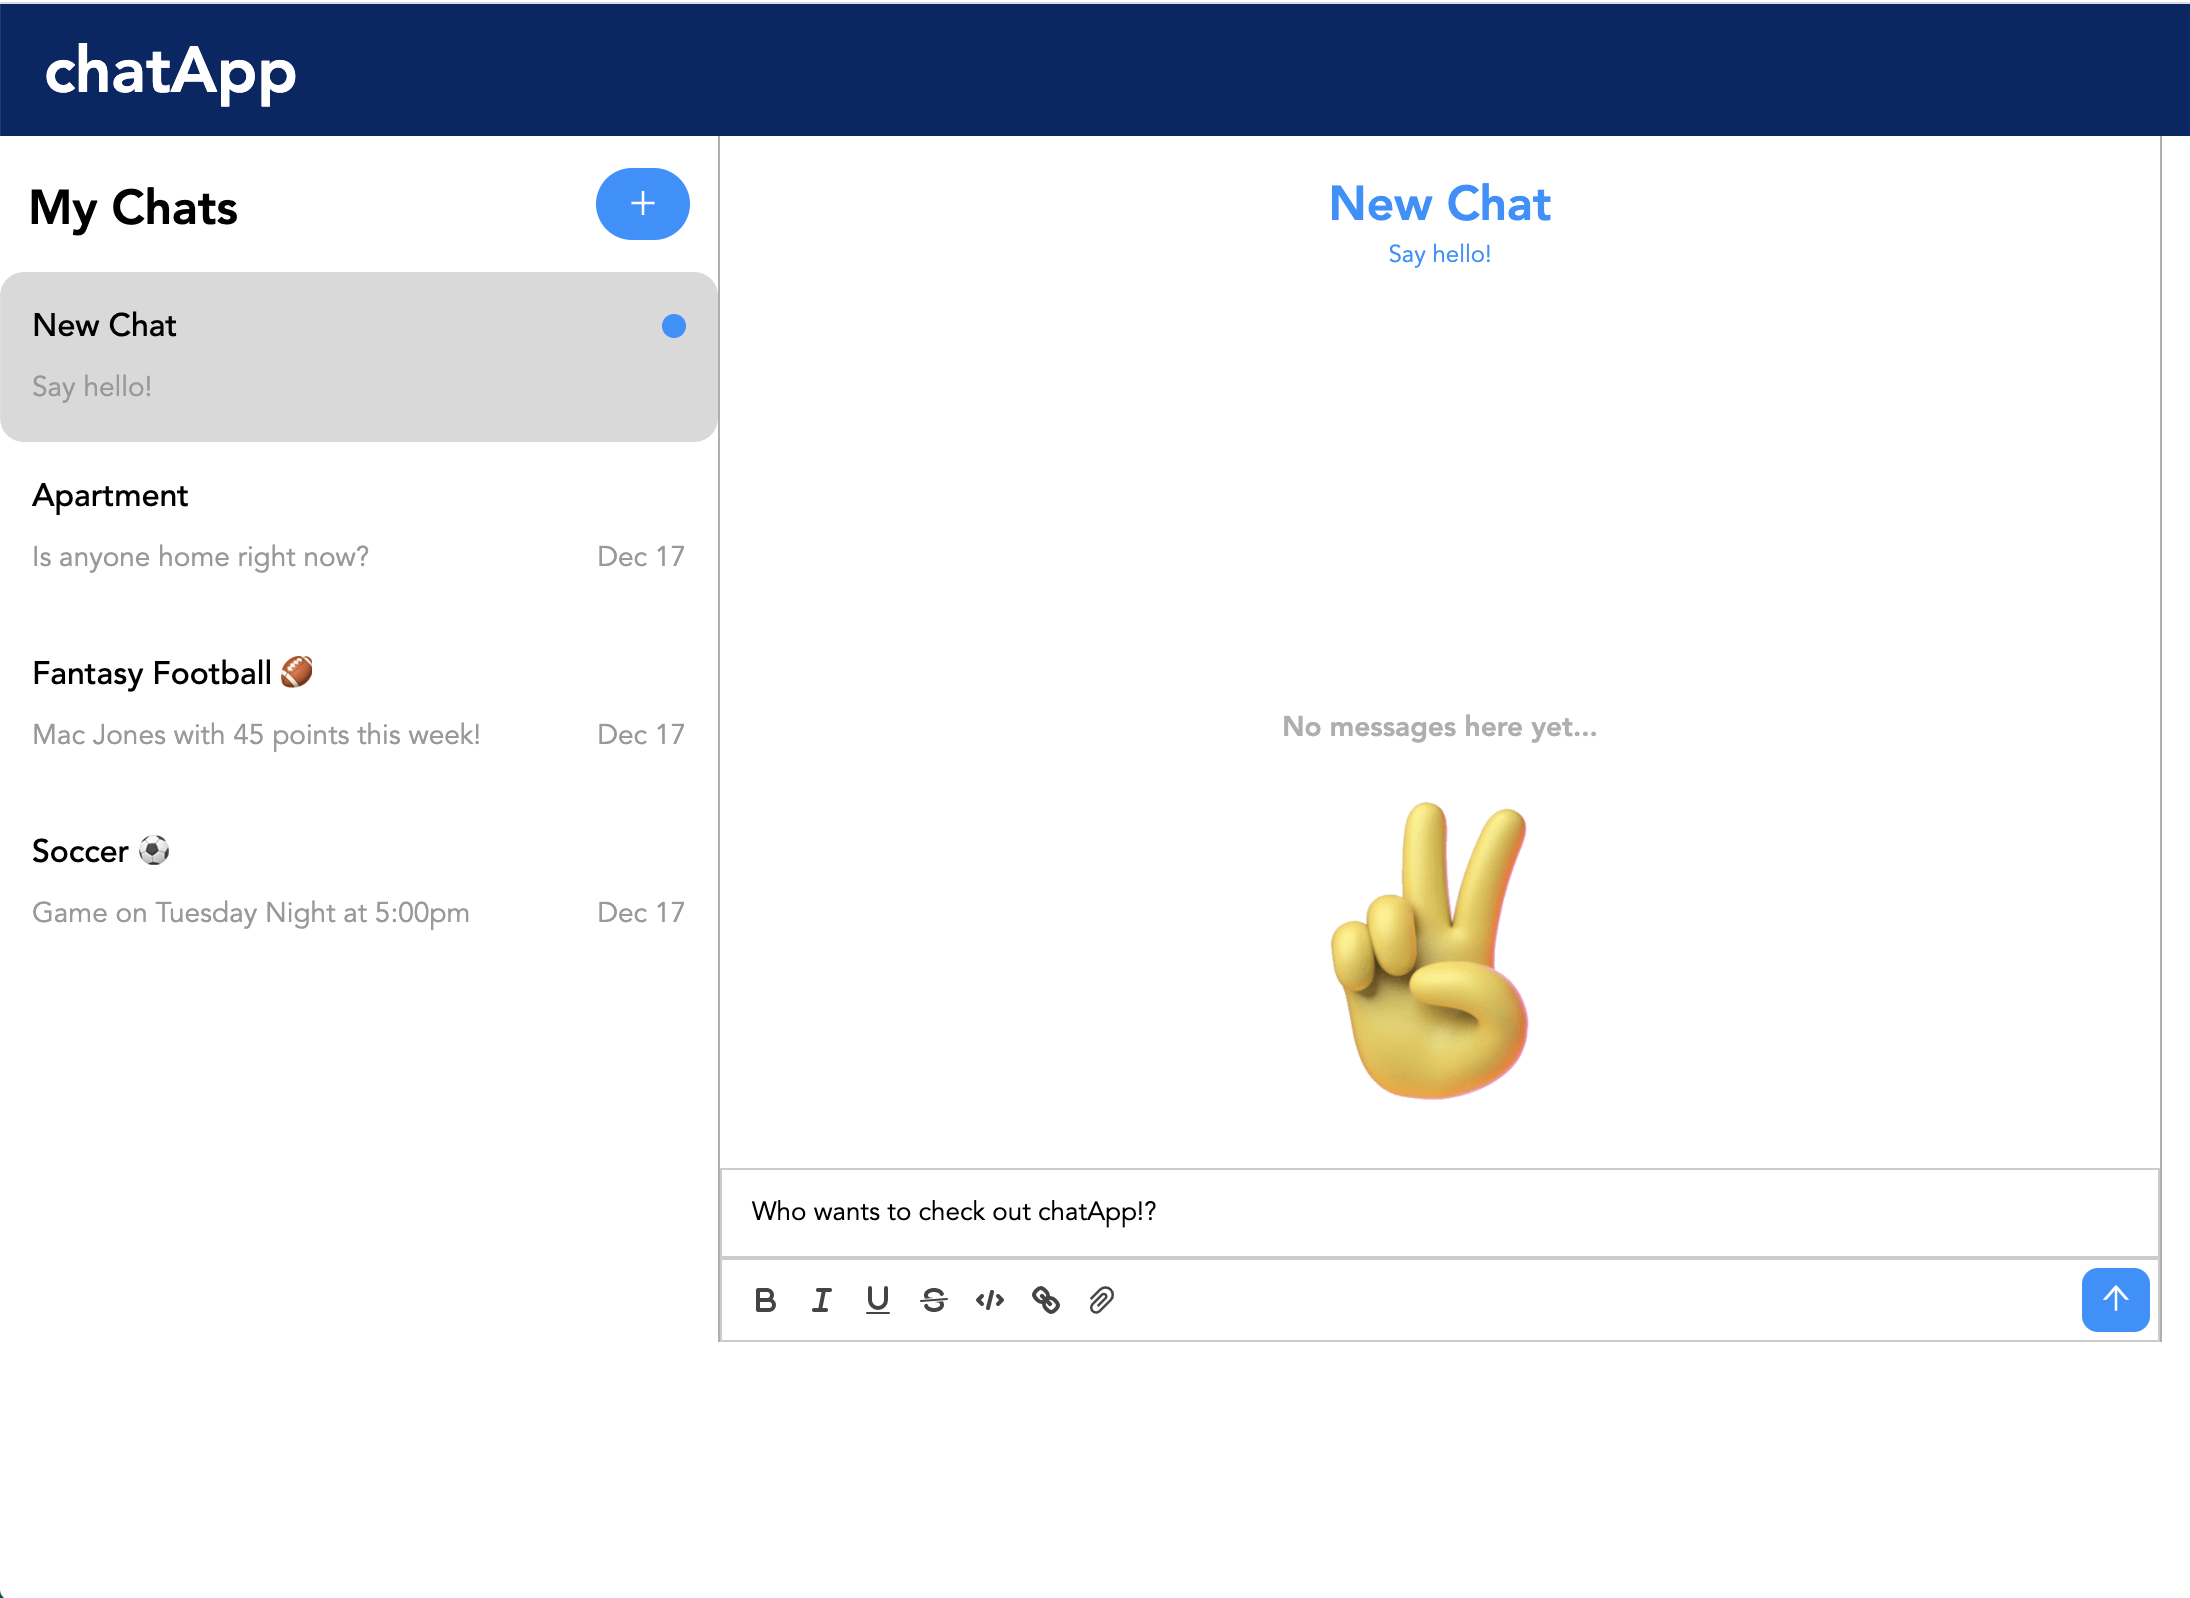 chatApp
My Chats
New Chat
Say hello!
Apartment
Is anyone home right now? Dec 17
Fantasy Football 🏈
Mac Jones with 45 points this week! Dec 17
Soccer ⚽
Game on Tuesday Night at 5:00pm Dec 17
New Chat
Say hello!
No messages here yet...
Who wants to check out chatApp!?